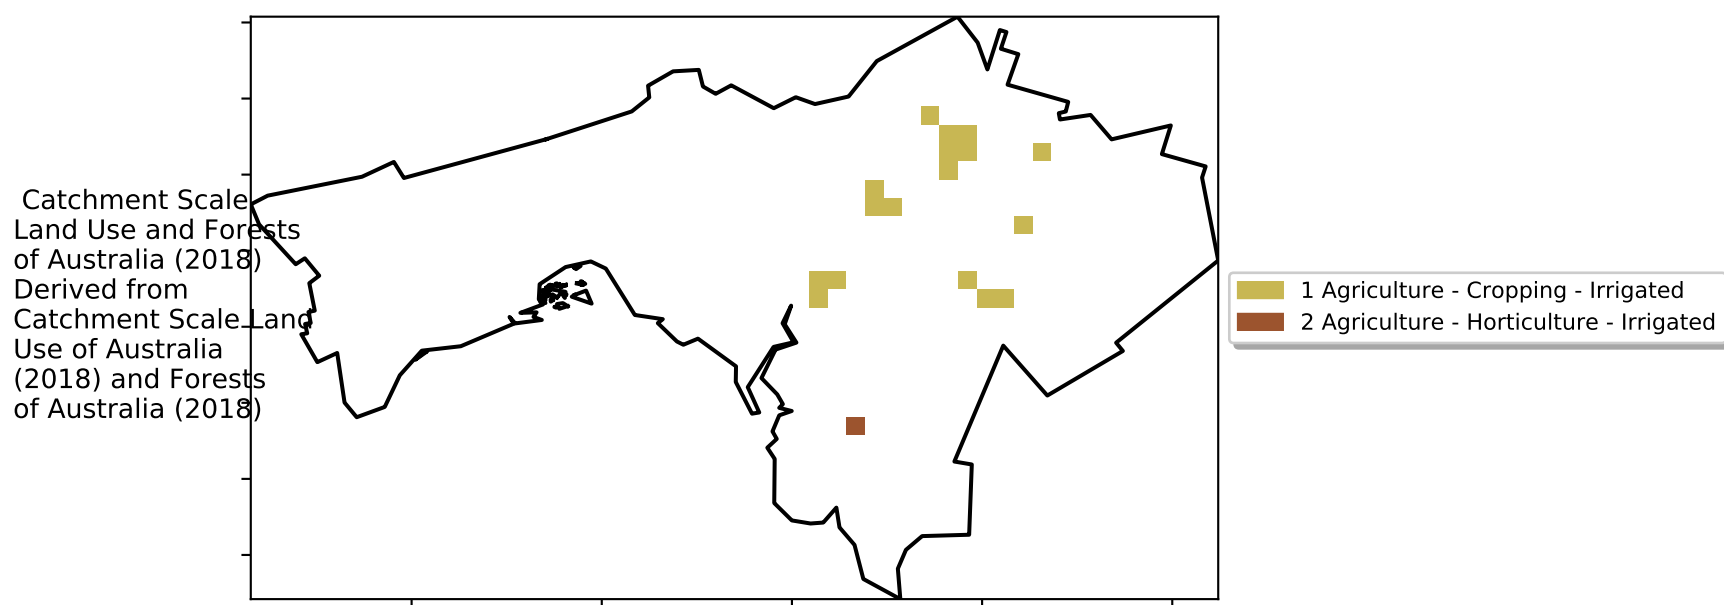 Catchment Scale
Land Use and Forests
of Australia (2018)
Derived from
Catchment Scale Land
Use of Australia
(2018) and Forests
of Australia (2018)
1 Agriculture - Cropping - Irrigated
2 Agriculture - Horticulture - Irrigated